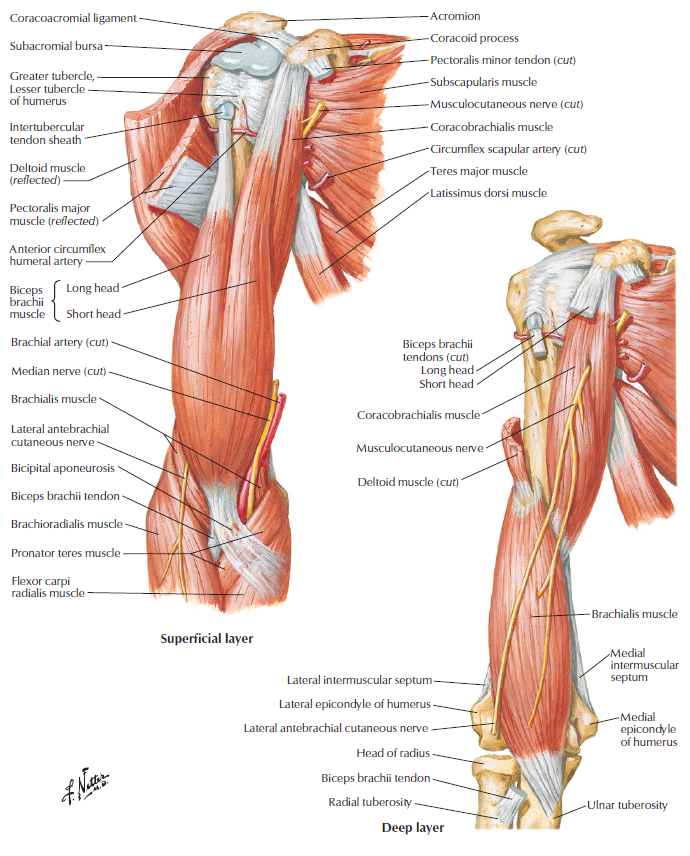 Coracoacromial ligament
Subacromial bursa
Greater tubercle,
Lesser tubercle
of humerus
Intertubercular
tendon sheath
Deltoid muscle
(reflected)
Pectoralis major
muscle (reflected)
Anterior circumflex
humeral artery
Biceps
brachii
muscle
Long head
Short head
Brachial artery (cut)
Median nerve (cut)
Brachialis muscle
Lateral antebrachial
cutaneous nerve
Bicipital aponeurosis
Biceps brachii tendon
Brachioradialis muscle
Pronator teres muscle
Flexor carpi
radialis muscle
Acromion
Coracoid process
Pectoralis minor tendon (cut)
Subscapularis muscle
Musculocutaneous nerve (cut)
Coracobrachialis muscle
Circumflex scapular artery (cut)
Teres major muscle
Latissimus dorsi muscle
Superficial layer
Biceps brachii
tendons (cut)
Long head
Short head
Coracobrachialis muscle
Musculocutaneous nerve
Deltoid muscle (cut)
Brachialis muscle
Medial
intermuscular
septum
Lateral intermuscular septum
Lateral epicondyle of humerus
Lateral antebrachial cutaneous nerve
Medial
epicondyle
of humerus
Head of radius
Biceps brachii tendon
Radial tuberosity
Ulnar tuberosity
Deep layer
F. Netter
M.D.